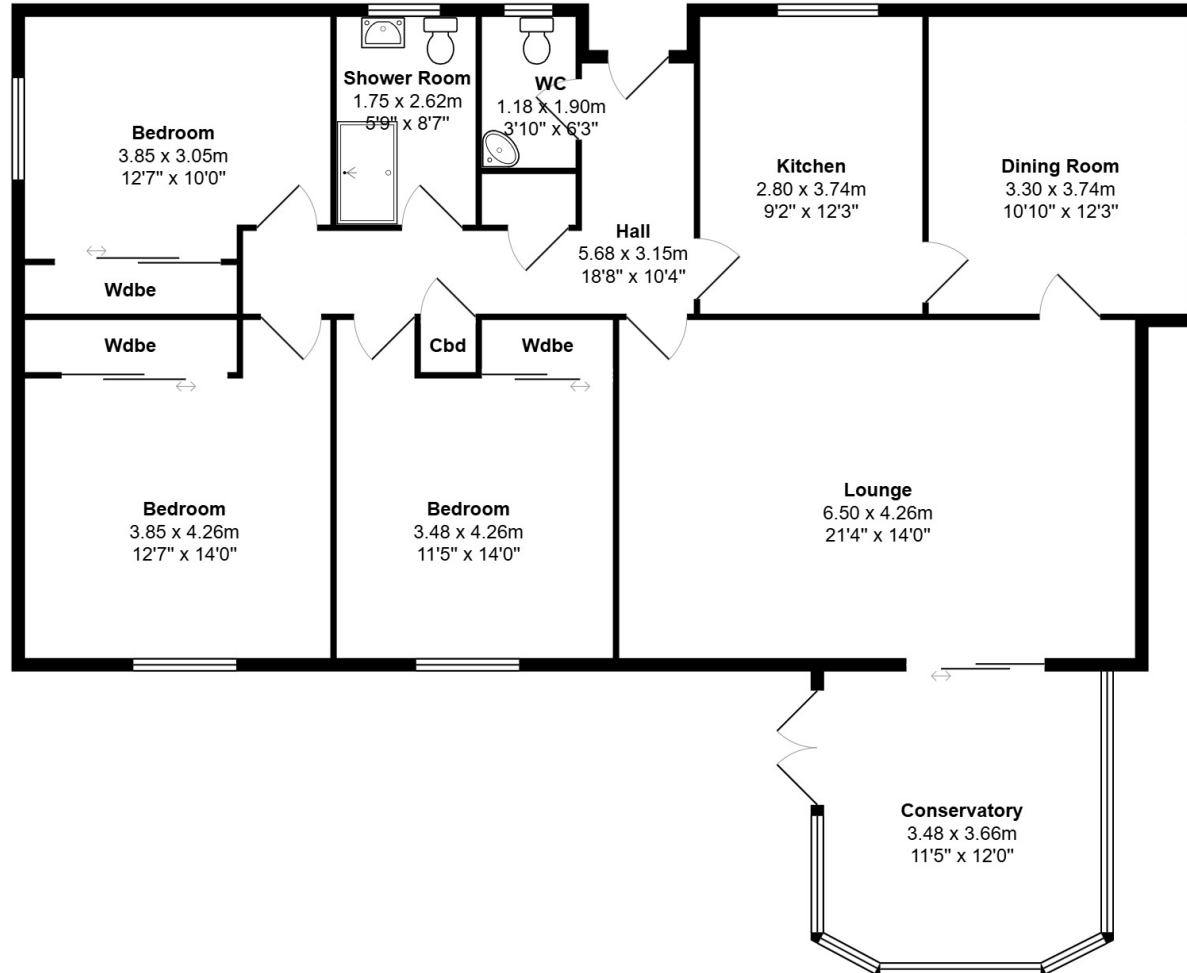 Shower Room
1.75 x 2.62m
5'9" x 8'7"
WC
1.18 x 1.90m
3'10" x 6'3"
Bedroom
3.85 x 3.05m
12'7" x 10'0"
Kitchen
2.80 x 3.74m
9'2" x 12'3"
Dining Room
3.30 x 3.74m
10'10" x 12'3"
Hall
5.68 x 3.15m
18'8" x 10'4"
Wdbe
Wdbe
Cbd
Wdbe
Bedroom
3.85 x 4.26m
12'7" x 14'0"
Bedroom
3.48 x 4.26m
11'5" x 14'0"
Lounge
6.50 x 4.26m
21'4" x 14'0"
Conservatory
3.48 x 3.66m
11'5" x 12'0"